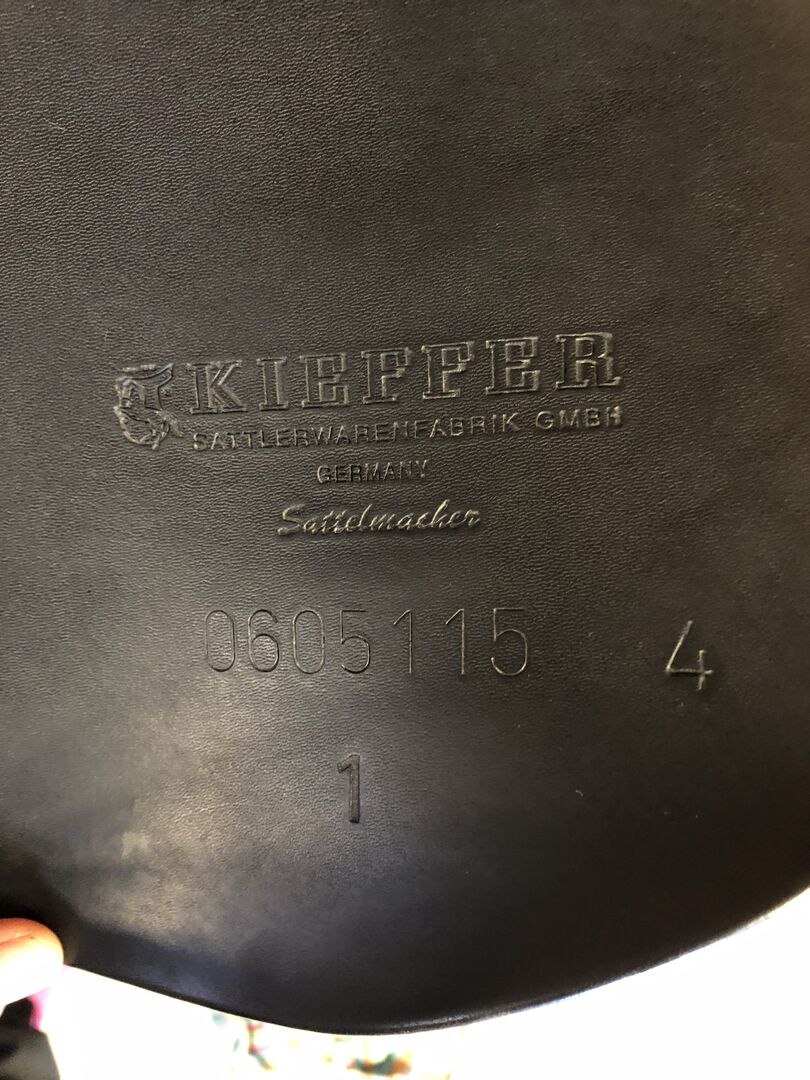 KIEFFER
SATTLERWARENFABRIK GMBH
GERMANY
Sattelmacher
0605115 4
1